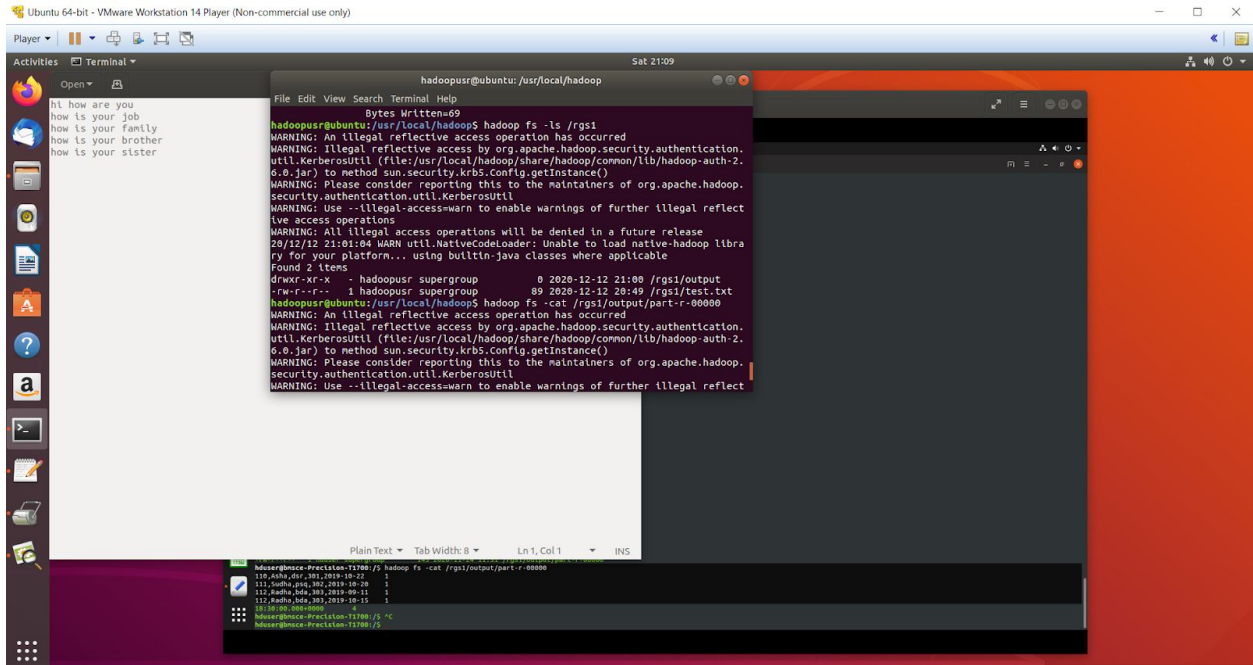 Ubuntu 64-bit - VMware Workstation 14 Player (Non-commercial use only)
Player
Activities Terminal Sat 21:09
Open
hi how are you
how is your job
how is your family
how is your brother
how is your sister
hadoopusr@ubuntu: /usr/local/hadoop
File Edit View Search Terminal Help
Bytes Written=69
hadoopusr@ubuntu:/usr/local/hadoop$ hadoop fs -ls /rgs1
WARNING: An illegal reflective access operation has occurred
WARNING: Illegal reflective access by org.apache.hadoop.security.authentication.
util.KerberosUtil (file:/usr/local/hadoop/share/hadoop/common/lib/hadoop-auth-2.
6.0.jar) to method sun.security.krb5.Config.getInstance()
WARNING: Please consider reporting this to the maintainers of org.apache.hadoop.
security.authentication.util.KerberosUtil
WARNING: Use --illegal-access=warn to enable warnings of further illegal reflect
ive access operations
WARNING: All illegal access operations will be denied in a future release
20/12/12 21:01:04 WARN util.NativeCodeLoader: Unable to load native-hadoop libra
ry for your platform... using builtin-java classes where applicable
Found 2 items
drwxr-xr-x - hadoopusr supergroup 0 2020-12-12 21:00 /rgs1/output
-rw-r--r-- 1 hadoopusr supergroup 89 2020-12-12 20:49 /rgs1/test.txt
hadoopusr@ubuntu:/usr/local/hadoop$ hadoop fs -cat /rgs1/output/part-r-00000
WARNING: An illegal reflective access operation has occurred
WARNING: Illegal reflective access by org.apache.hadoop.security.authentication.
util.KerberosUtil (file:/usr/local/hadoop/share/hadoop/common/lib/hadoop-auth-2.
6.0.jar) to method sun.security.krb5.Config.getInstance()
WARNING: Please consider reporting this to the maintainers of org.apache.hadoop.
security.authentication.util.KerberosUtil
WARNING: Use --illegal-access=warn to enable warnings of further illegal reflect
Plain Text Tab Width: 8 Ln 1, Col 1 INS
hduser@bmsce-Precision-T1700:/$ hadoop fs -cat /rgs1/output/part-r-00000
110,Asha,dsr,301,2019-10-22 1
111,Sudha,psq,302,2019-10-20 1
112,Radha,bda,303,2019-09-11 1
112,Radha,bda,303,2019-10-15 1
18:30:00.000+0000 4
hduser@bmsce-Precision-T1700:/$ ^C
hduser@bmsce-Precision-T1700:/$